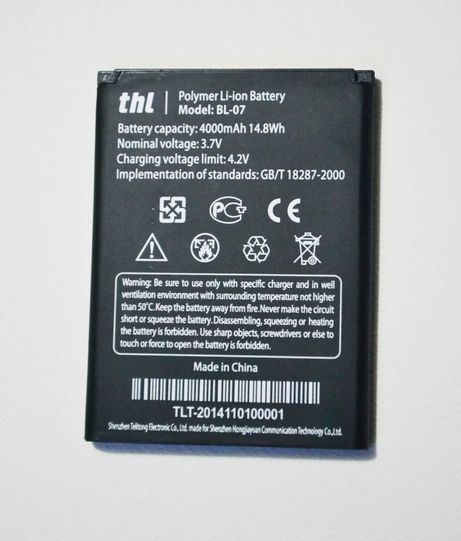 thl
Polymer Li-ion Battery
Model: BL-07
Battery capacity: 4000mAh 14.8Wh
Nominal voltage: 3.7V
Charging voltage limit: 4.2V
Implementation of standards: GB/T 18287-2000
CE
Warning: Be sure to use only with specific charger and in well
ventilation environment with surrounding temperature not higher
than 50°C. Keep the battery away from fire. Never make the circuit
short or squeeze the battery. Disassembling, squeezing or heating
the battery is forbidden. Use sharp objects, screwdrivers or else to
touch or force to open the battery is forbidden.
Made in China
TLT-2014110100001
Shenzhen Telitong Electronic Co., Ltd. made for Shenzhen Hongjiayuan Communication Technology Co.,Ltd.